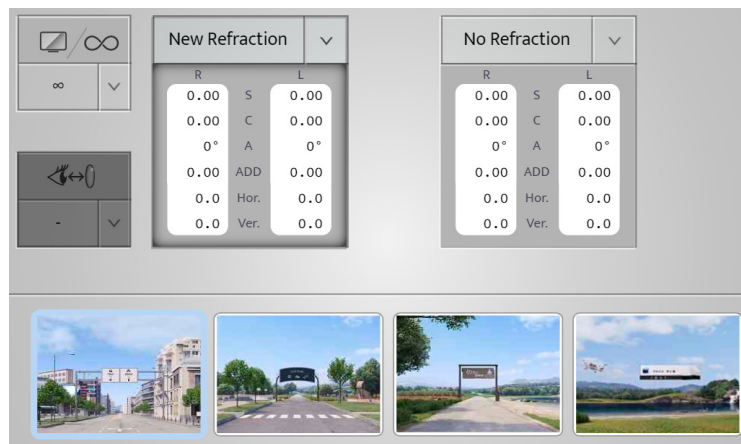 ∞
New Refraction
No Refraction
∞
R L
0.00 S 0.00
0.00 C 0.00
0° A 0°
0.00 ADD 0.00
0.0 Hor. 0.0
0.0 Ver. 0.0
R L
0.00 S 0.00
0.00 C 0.00
0° A 0°
0.00 ADD 0.00
0.0 Hor. 0.0
0.0 Ver. 0.0
-